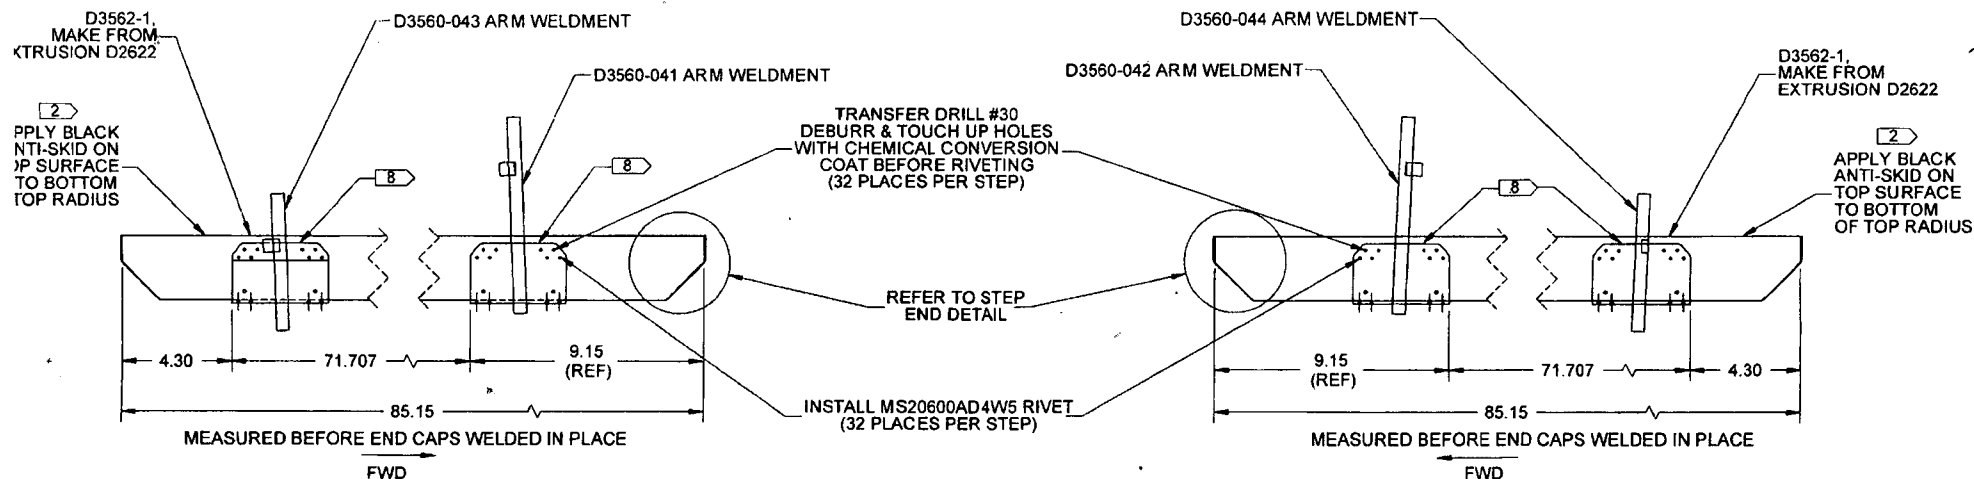 D3562-1,
MAKE FROM
XTRUSION D2622
D3560-043 ARM WELDMENT
D3560-041 ARM WELDMENT
2
PPLY BLACK
NTI-SKID ON
OP SURFACE
TO BOTTOM
TOP RADIUS
8
8
TRANSFER DRILL #30
DEBURR & TOUCH UP HOLES
WITH CHEMICAL CONVERSION
COAT BEFORE RIVETING
(32 PLACES PER STEP)
REFER TO STEP
END DETAIL
INSTALL MS20600AD4W5 RIVET
(32 PLACES PER STEP)
4.30
71.707
9.15
(REF)
85.15
MEASURED BEFORE END CAPS WELDED IN PLACE
FWD
D3560-044 ARM WELDMENT
D3560-042 ARM WELDMENT
D3562-1,
MAKE FROM
EXTRUSION D2622
2
APPLY BLACK
ANTI-SKID ON
TOP SURFACE
TO BOTTOM
OF TOP RADIUS
8
9.15
(REF)
71.707
4.30
85.15
MEASURED BEFORE END CAPS WELDED IN PLACE
FWD